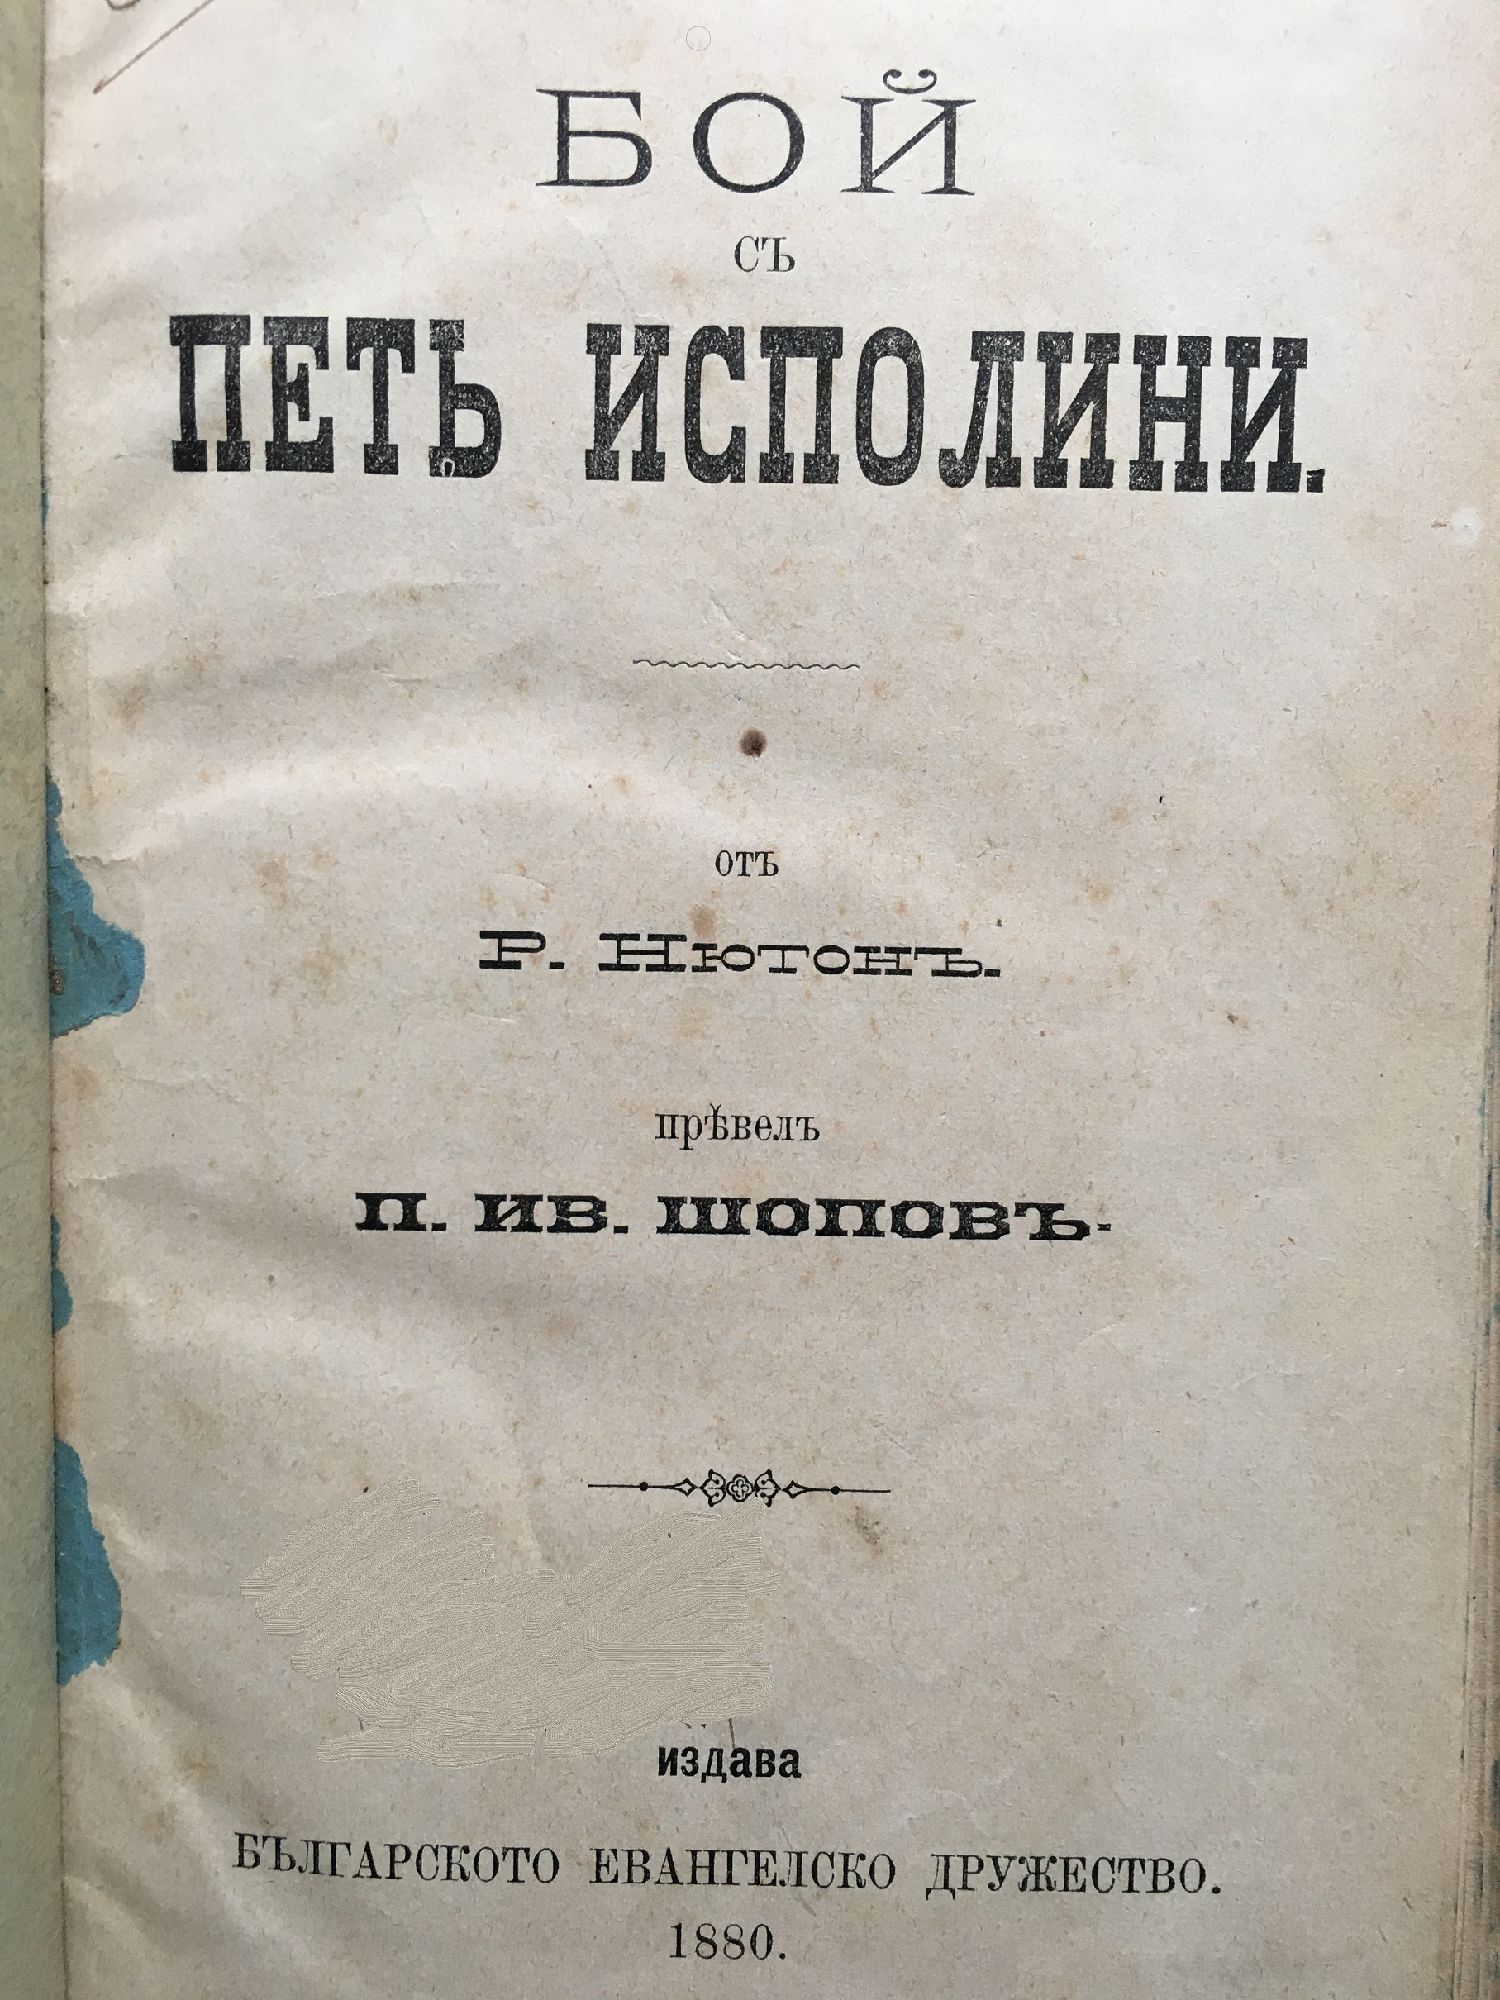 БОЙ
СЪ
ПЕТЬ ИСПОЛИНИ.
отъ
Р. Нютонъ.
прѣвелъ
П. ИВ. ШОПОВЪ.
издава
БЪЛГАРСКОТО ЕВАНГЕЛСКО ДРУЖЕСТВО.
1880.